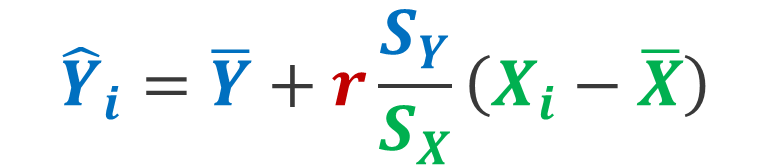 Ŷᵢ = Ȳ + r S_Y / S_X (Xᵢ − X̄)